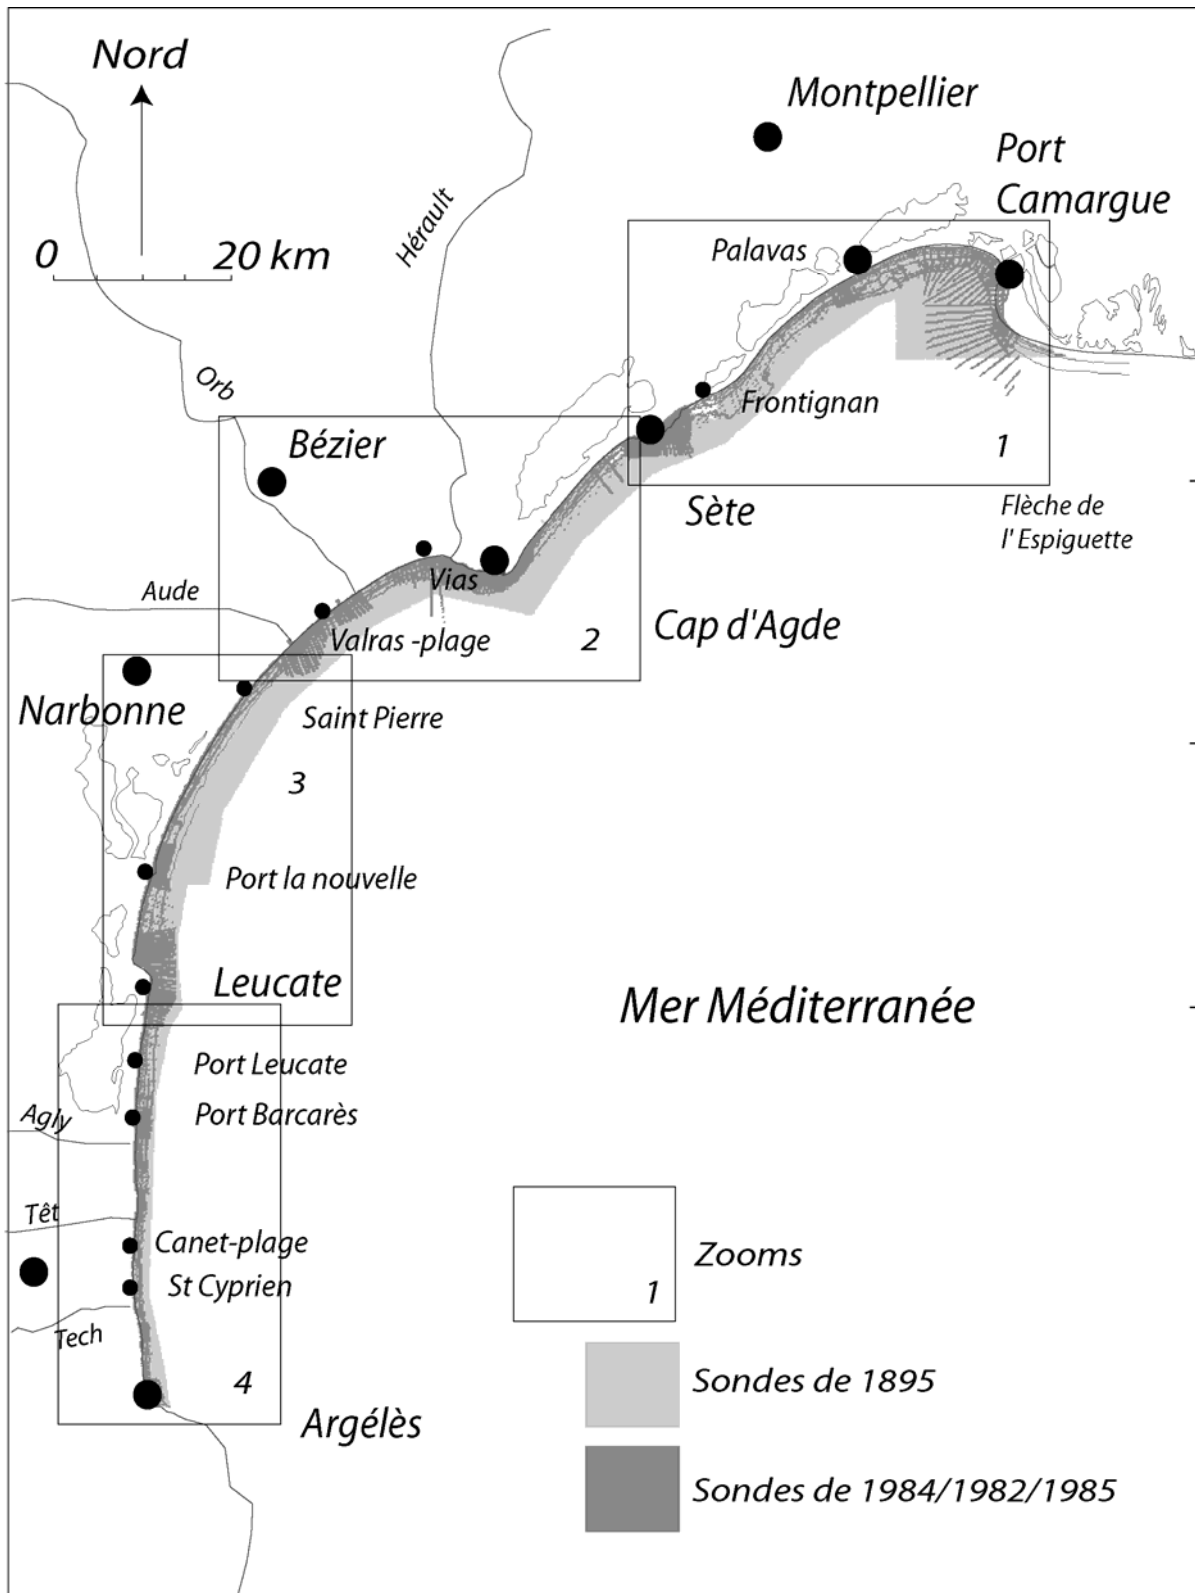 Nord
Montpellier
Port
Camargue
Hérault
0
20 km
Palavas
Orb
Frontignan
1
Bézier
Sète
Flèche de
l' Espiguette
Aude
Vias
Valras -plage
2
Cap d'Agde
Narbonne
Saint Pierre
3
Port la nouvelle
Leucate
Mer Méditerranée
Port Leucate
Agly
Port Barcarès
Têt
Canet-plage
St Cyprien
Tech
4
Argélès
1
Zooms
Sondes de 1895
Sondes de 1984/1982/1985